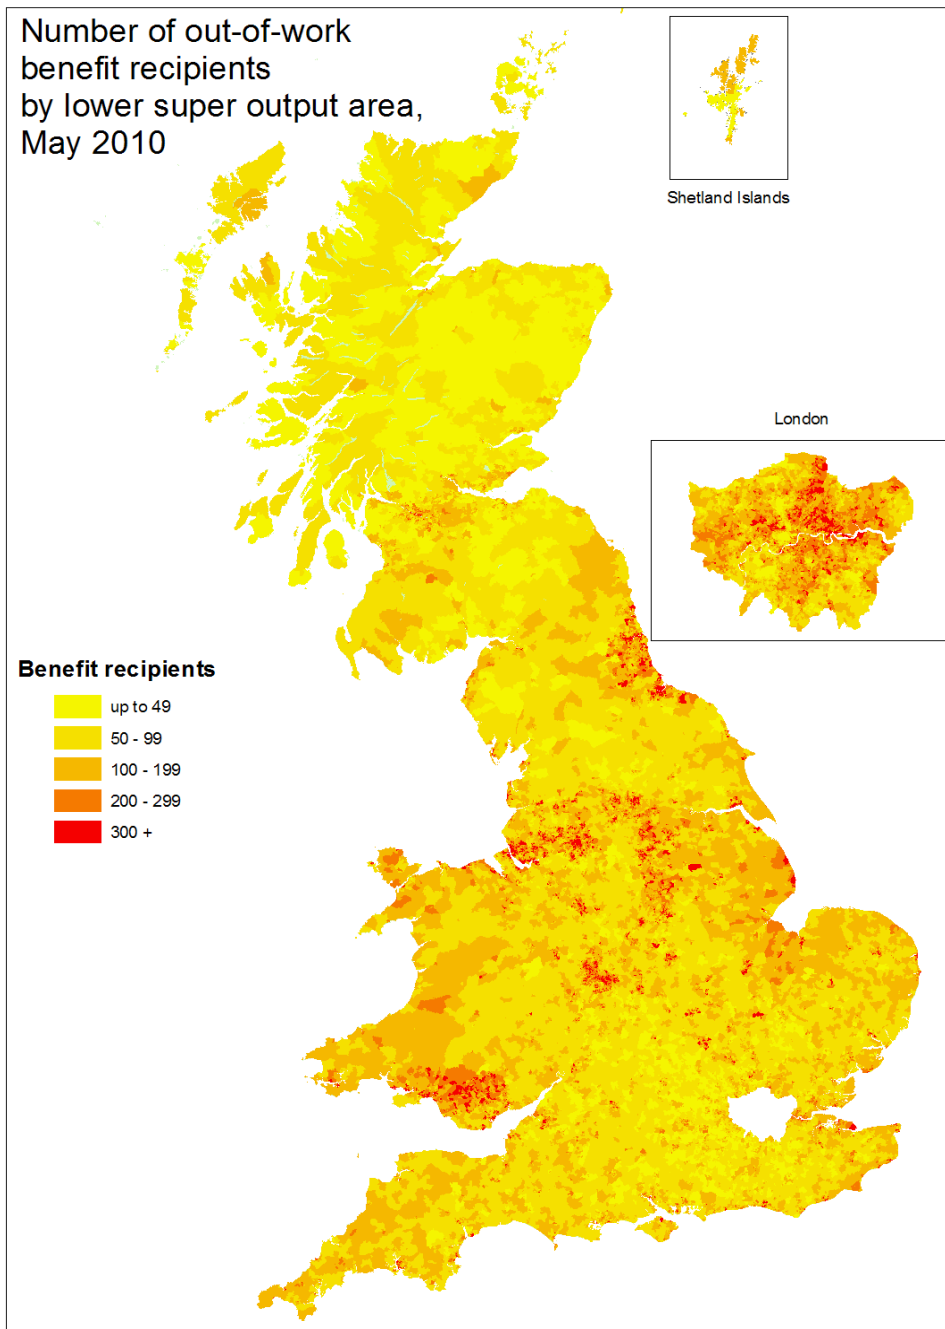 Number of out-of-work
benefit recipients
by lower super output area,
May 2010
Shetland Islands
London
Benefit recipients
up to 49
50 - 99
100 - 199
200 - 299
300 +